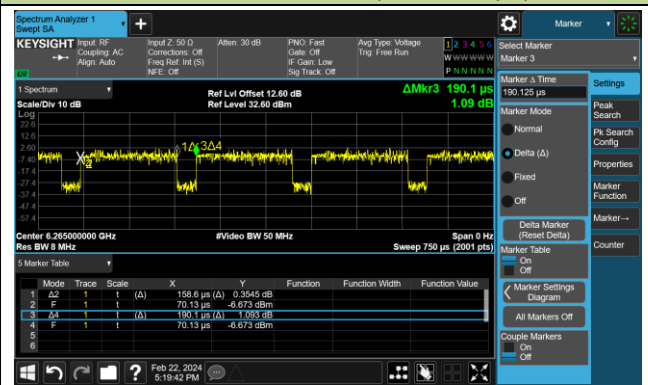 Spectrum Analyzer 1
Swept SA
+
Marker
KEYSIGHT
Input: RF
Coupling: AC
Align: Auto
Input Z: 50 Ω
Corrections: Off
Freq Ref: Int (S)
NFE: Off
Atten: 30 dB
PNO: Fast
Gate: Off
IF Gain: Low
Sig Track: Off
Avg Type: Voltage
Trig: Free Run
1 2 3 4 5 6
W W W W W W
P N N N N N
Select Marker
Marker 3
1 Spectrum
Scale/Div 10 dB
Log
Ref Lvl Offset 12.60 dB
Ref Level 32.60 dBm
ΔMkr3 190.1 µs
1.09 dB
22.6
12.6
2.60
-7.40
-17.4
-27.4
-37.4
-47.4
-57.4
1Δ
3Δ4
Center 6.265000000 GHz
Res BW 8 MHz
#Video BW 50 MHz
Span 0 Hz
Sweep 750 µs (2001 pts)
5 Marker Table
Mode Trace Scale X Y Function Function Width Function Value
1 Δ2 1 t (Δ) 158.6 µs (Δ) 0.3545 dB
2 F 1 t 70.13 µs -6.673 dBm
3 Δ4 1 t (Δ) 190.1 µs (Δ) 1.093 dB
4 F 1 t 70.13 µs -6.673 dBm
5
6
Marker Δ Time
190.125 µs
Marker Mode
Normal
Delta (Δ)
Fixed
Off
Delta Marker
(Reset Delta)
Marker Table
On
Off
Marker Settings
Diagram
All Markers Off
Couple Markers
On
Off
Settings
Peak
Search
Pk Search
Config
Properties
Marker
Function
Marker→
Counter
?
Feb 22, 2024
5:19:42 PM